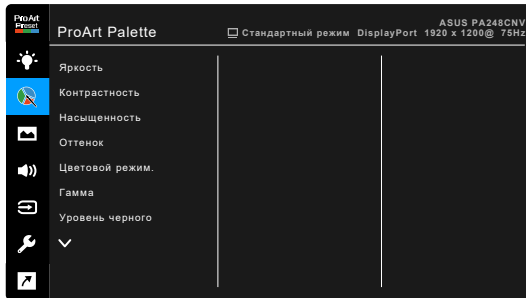 ProArt
Preset
ProArt Palette
ASUS PA248CNV
Стандартный режим DisplayPort 1920 x 1200@ 75Hz
Яркость
Контрастность
Насыщенность
Оттенок
Цветовой режим.
Гамма
Уровень черного